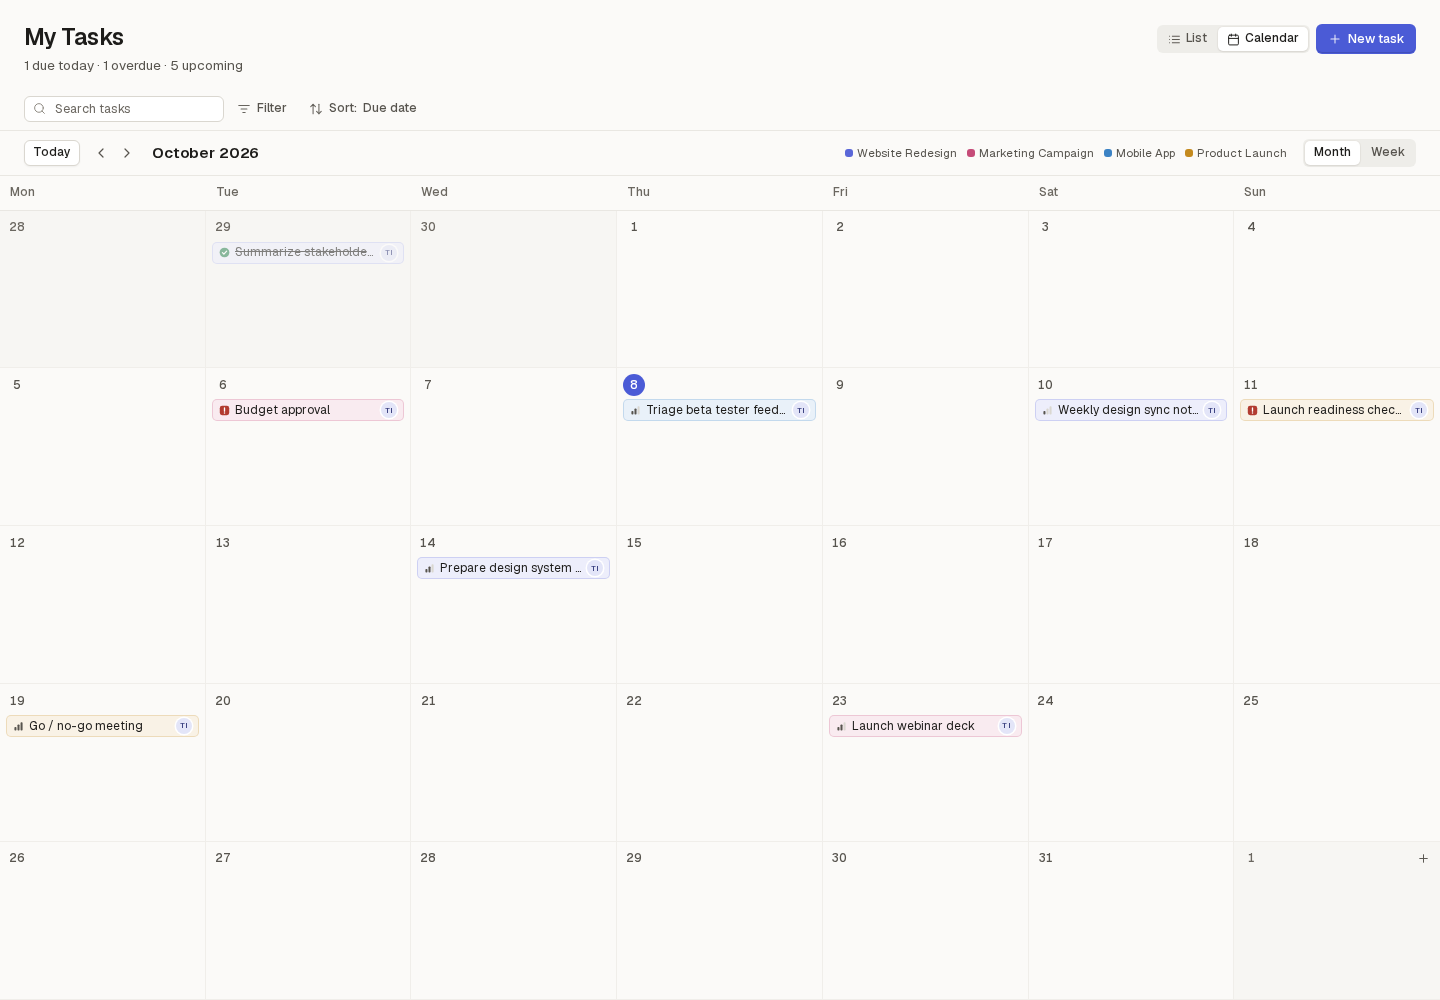 My Tasks
1 due today · 1 overdue · 5 upcoming
List
Calendar
New task
Search tasks
Filter
Sort: Due date
Today
October 2026
Website Redesign
Marketing Campaign
Mobile App
Product Launch
Month
Week
Mon
Tue
Wed
Thu
Fri
Sat
Sun
28
29
30
1
2
3
4
Summarize stakeholde... TI
5
6
7
8
9
10
11
Budget approval TI
Triage beta tester feed... TI
Weekly design sync not... TI
Launch readiness chec... TI
12
13
14
15
16
17
18
Prepare design system ... TI
19
20
21
22
23
24
25
Go / no-go meeting TI
Launch webinar deck TI
26
27
28
29
30
31
1